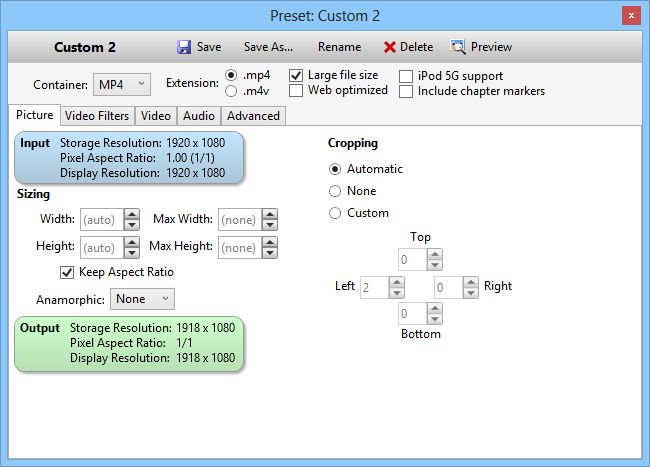 Preset: Custom 2
Custom 2 Save Save As... Rename Delete Preview
Container: MP4 Extension: .mp4 Large file size iPod 5G support
.m4v Web optimized Include chapter markers
Picture Video Filters Video Audio Advanced
Input Storage Resolution: 1920 x 1080
Pixel Aspect Ratio: 1.00 (1/1)
Display Resolution: 1920 x 1080
Sizing
Width: (auto) Max Width: (none)
Height: (auto) Max Height: (none)
Keep Aspect Ratio
Anamorphic: None
Output Storage Resolution: 1918 x 1080
Pixel Aspect Ratio: 1/1
Display Resolution: 1918 x 1080
Cropping
Automatic
None
Custom
Top
0
Left 2 0 Right
0
Bottom